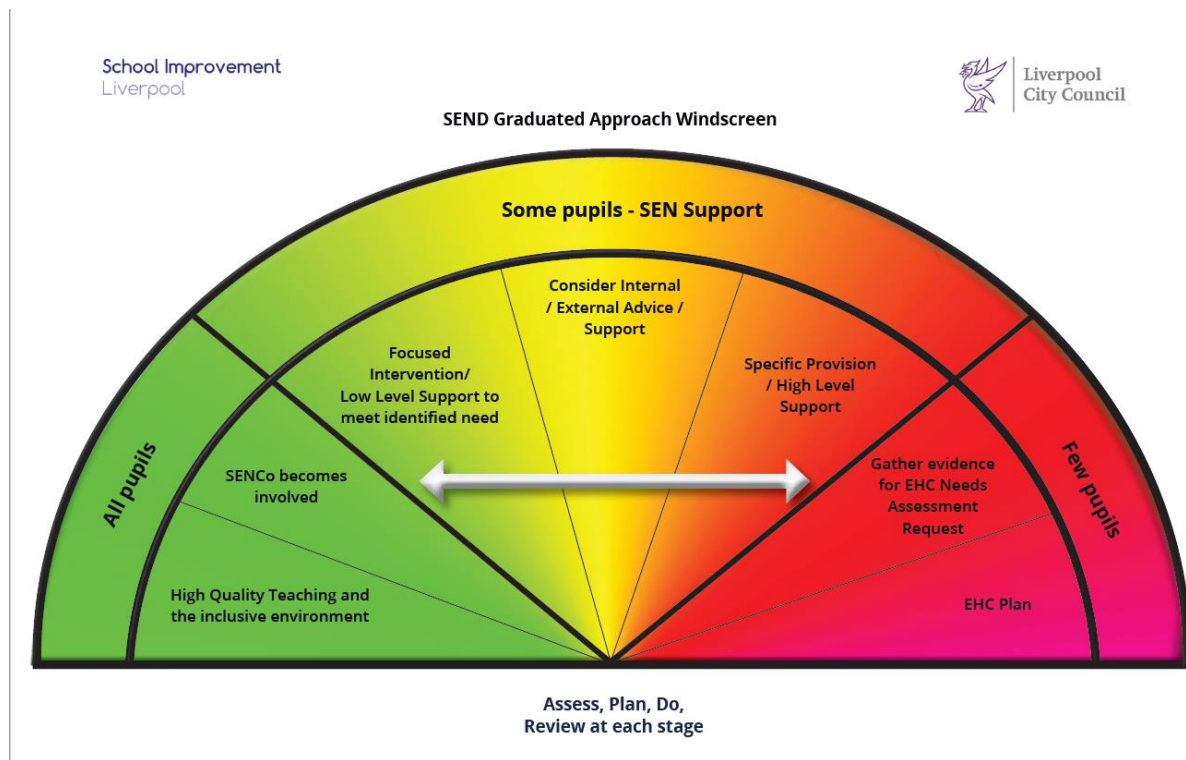 School Improvement
Liverpool
Liverpool
City Council
SEND Graduated Approach Windscreen
Some pupils - SEN Support
All pupils
Few pupils
High Quality Teaching and
the inclusive environment
SENCo becomes
involved
Focused
Intervention/
Low Level Support to
meet identified need
Consider Internal
/ External Advice /
Support
Specific Provision
/ High Level
Support
Gather evidence
for EHC Needs
Assessment
Request
EHC Plan
Assess, Plan, Do,
Review at each stage